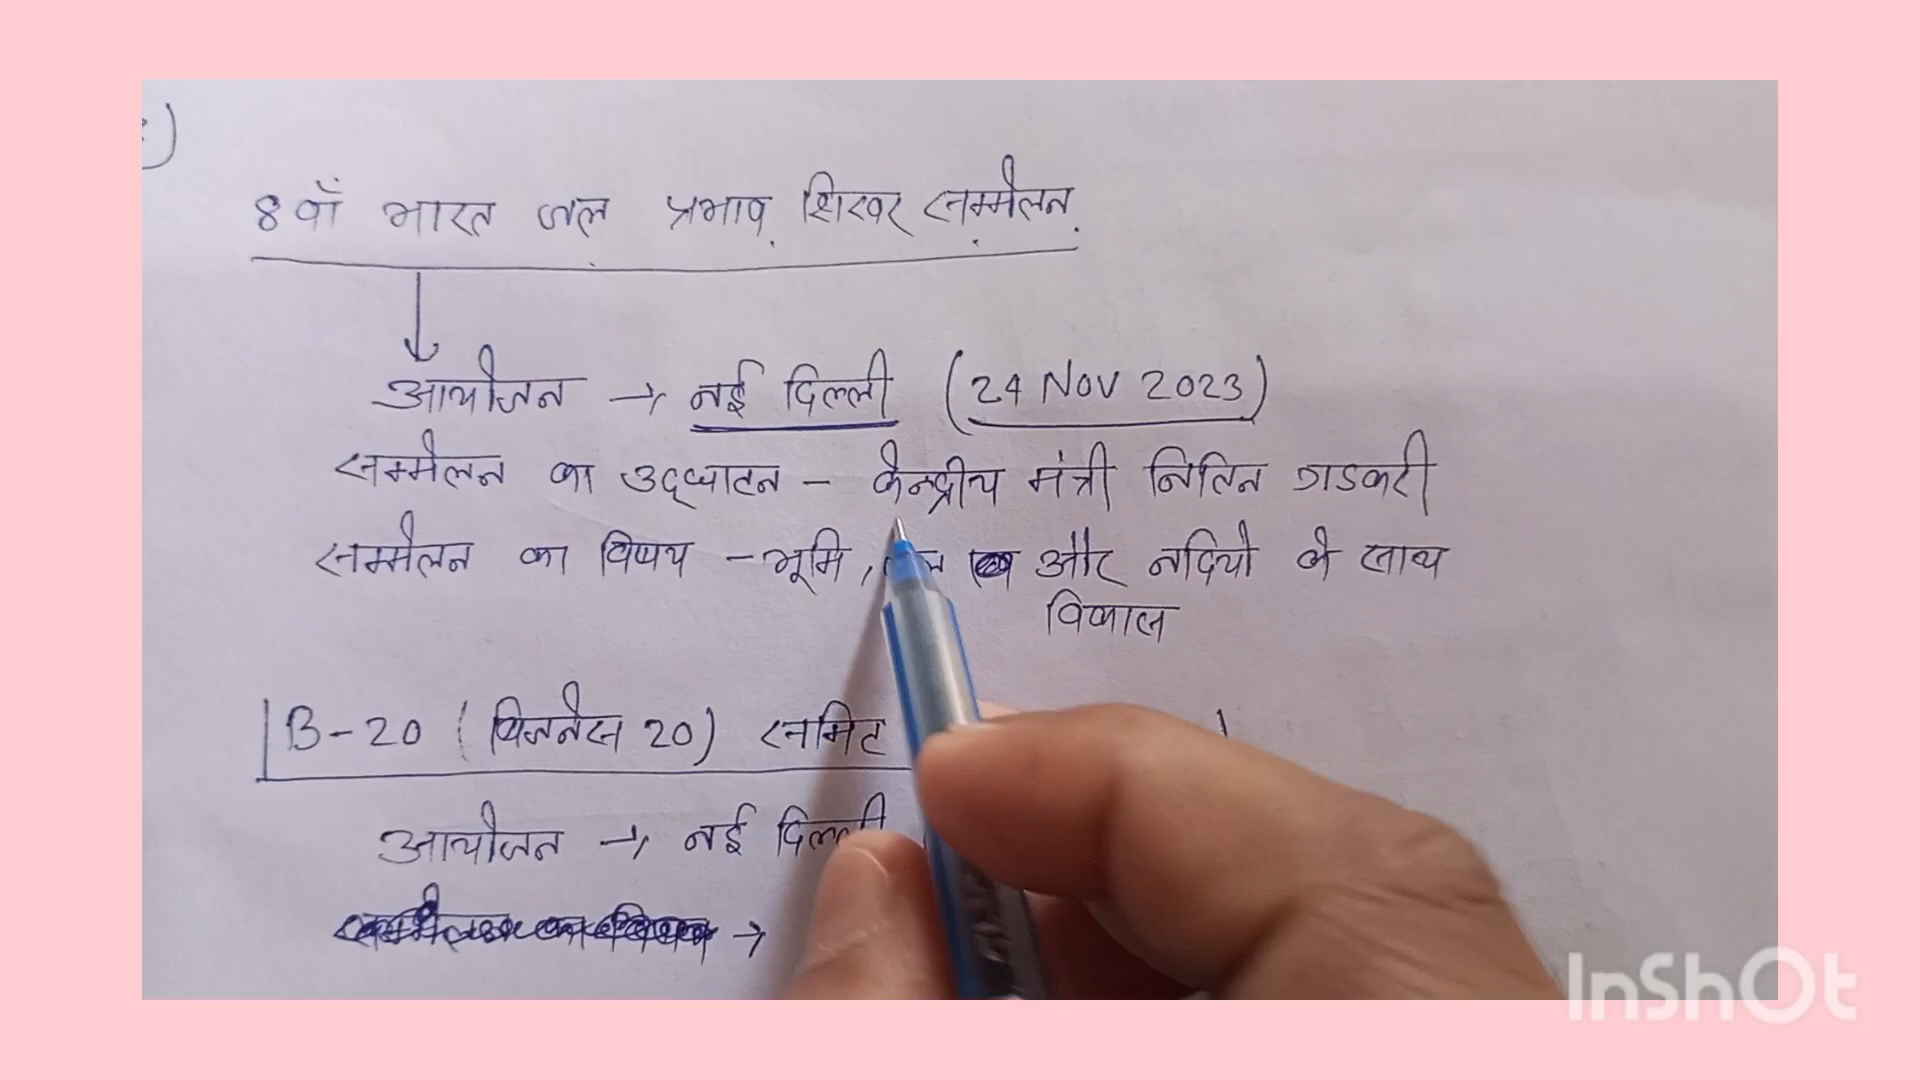 8वाँ भारत जल प्रभाव शिखर सम्मेलन
आयोजन → नई दिल्ली (24 Nov 2023)
सम्मेलन का उद्घाटन - केन्द्रीय मंत्री नितिन गडकरी
सम्मेलन का विषय - भूमि, और नदियों के साथ
विकास
B-20 (बिजनेस 20) समिट
आयोजन → नई दिल्ली
→
InShOt